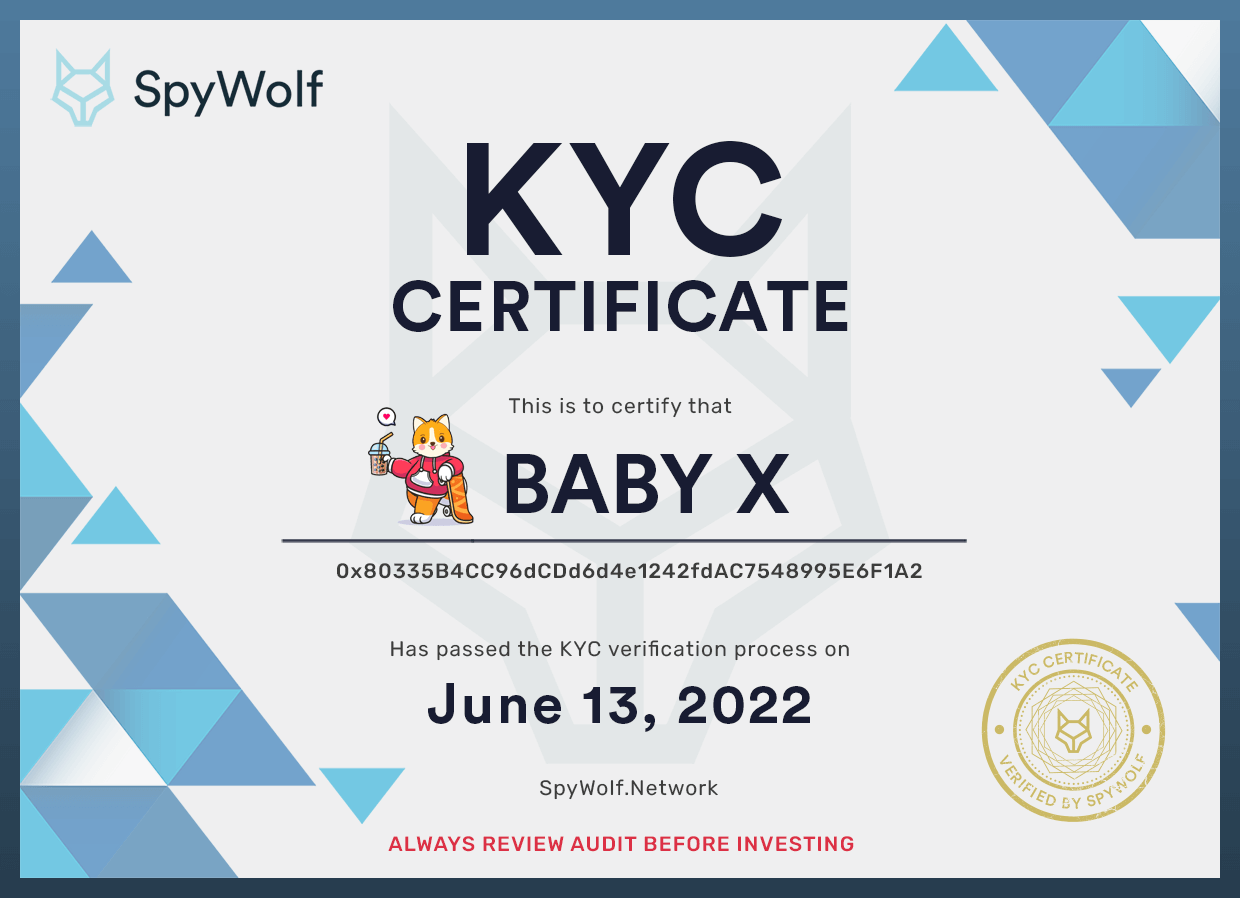 SpyWolf
KYC
CERTIFICATE
This is to certify that
BABY X
0x80335B4CC96dCDd6d4e1242fdAC7548995E6F1A2
Has passed the KYC verification process on
June 13, 2022
KYC CERTIFICATE
VERIFIED BY SPYWOLF
SpyWolf.Network
ALWAYS REVIEW AUDIT BEFORE INVESTING